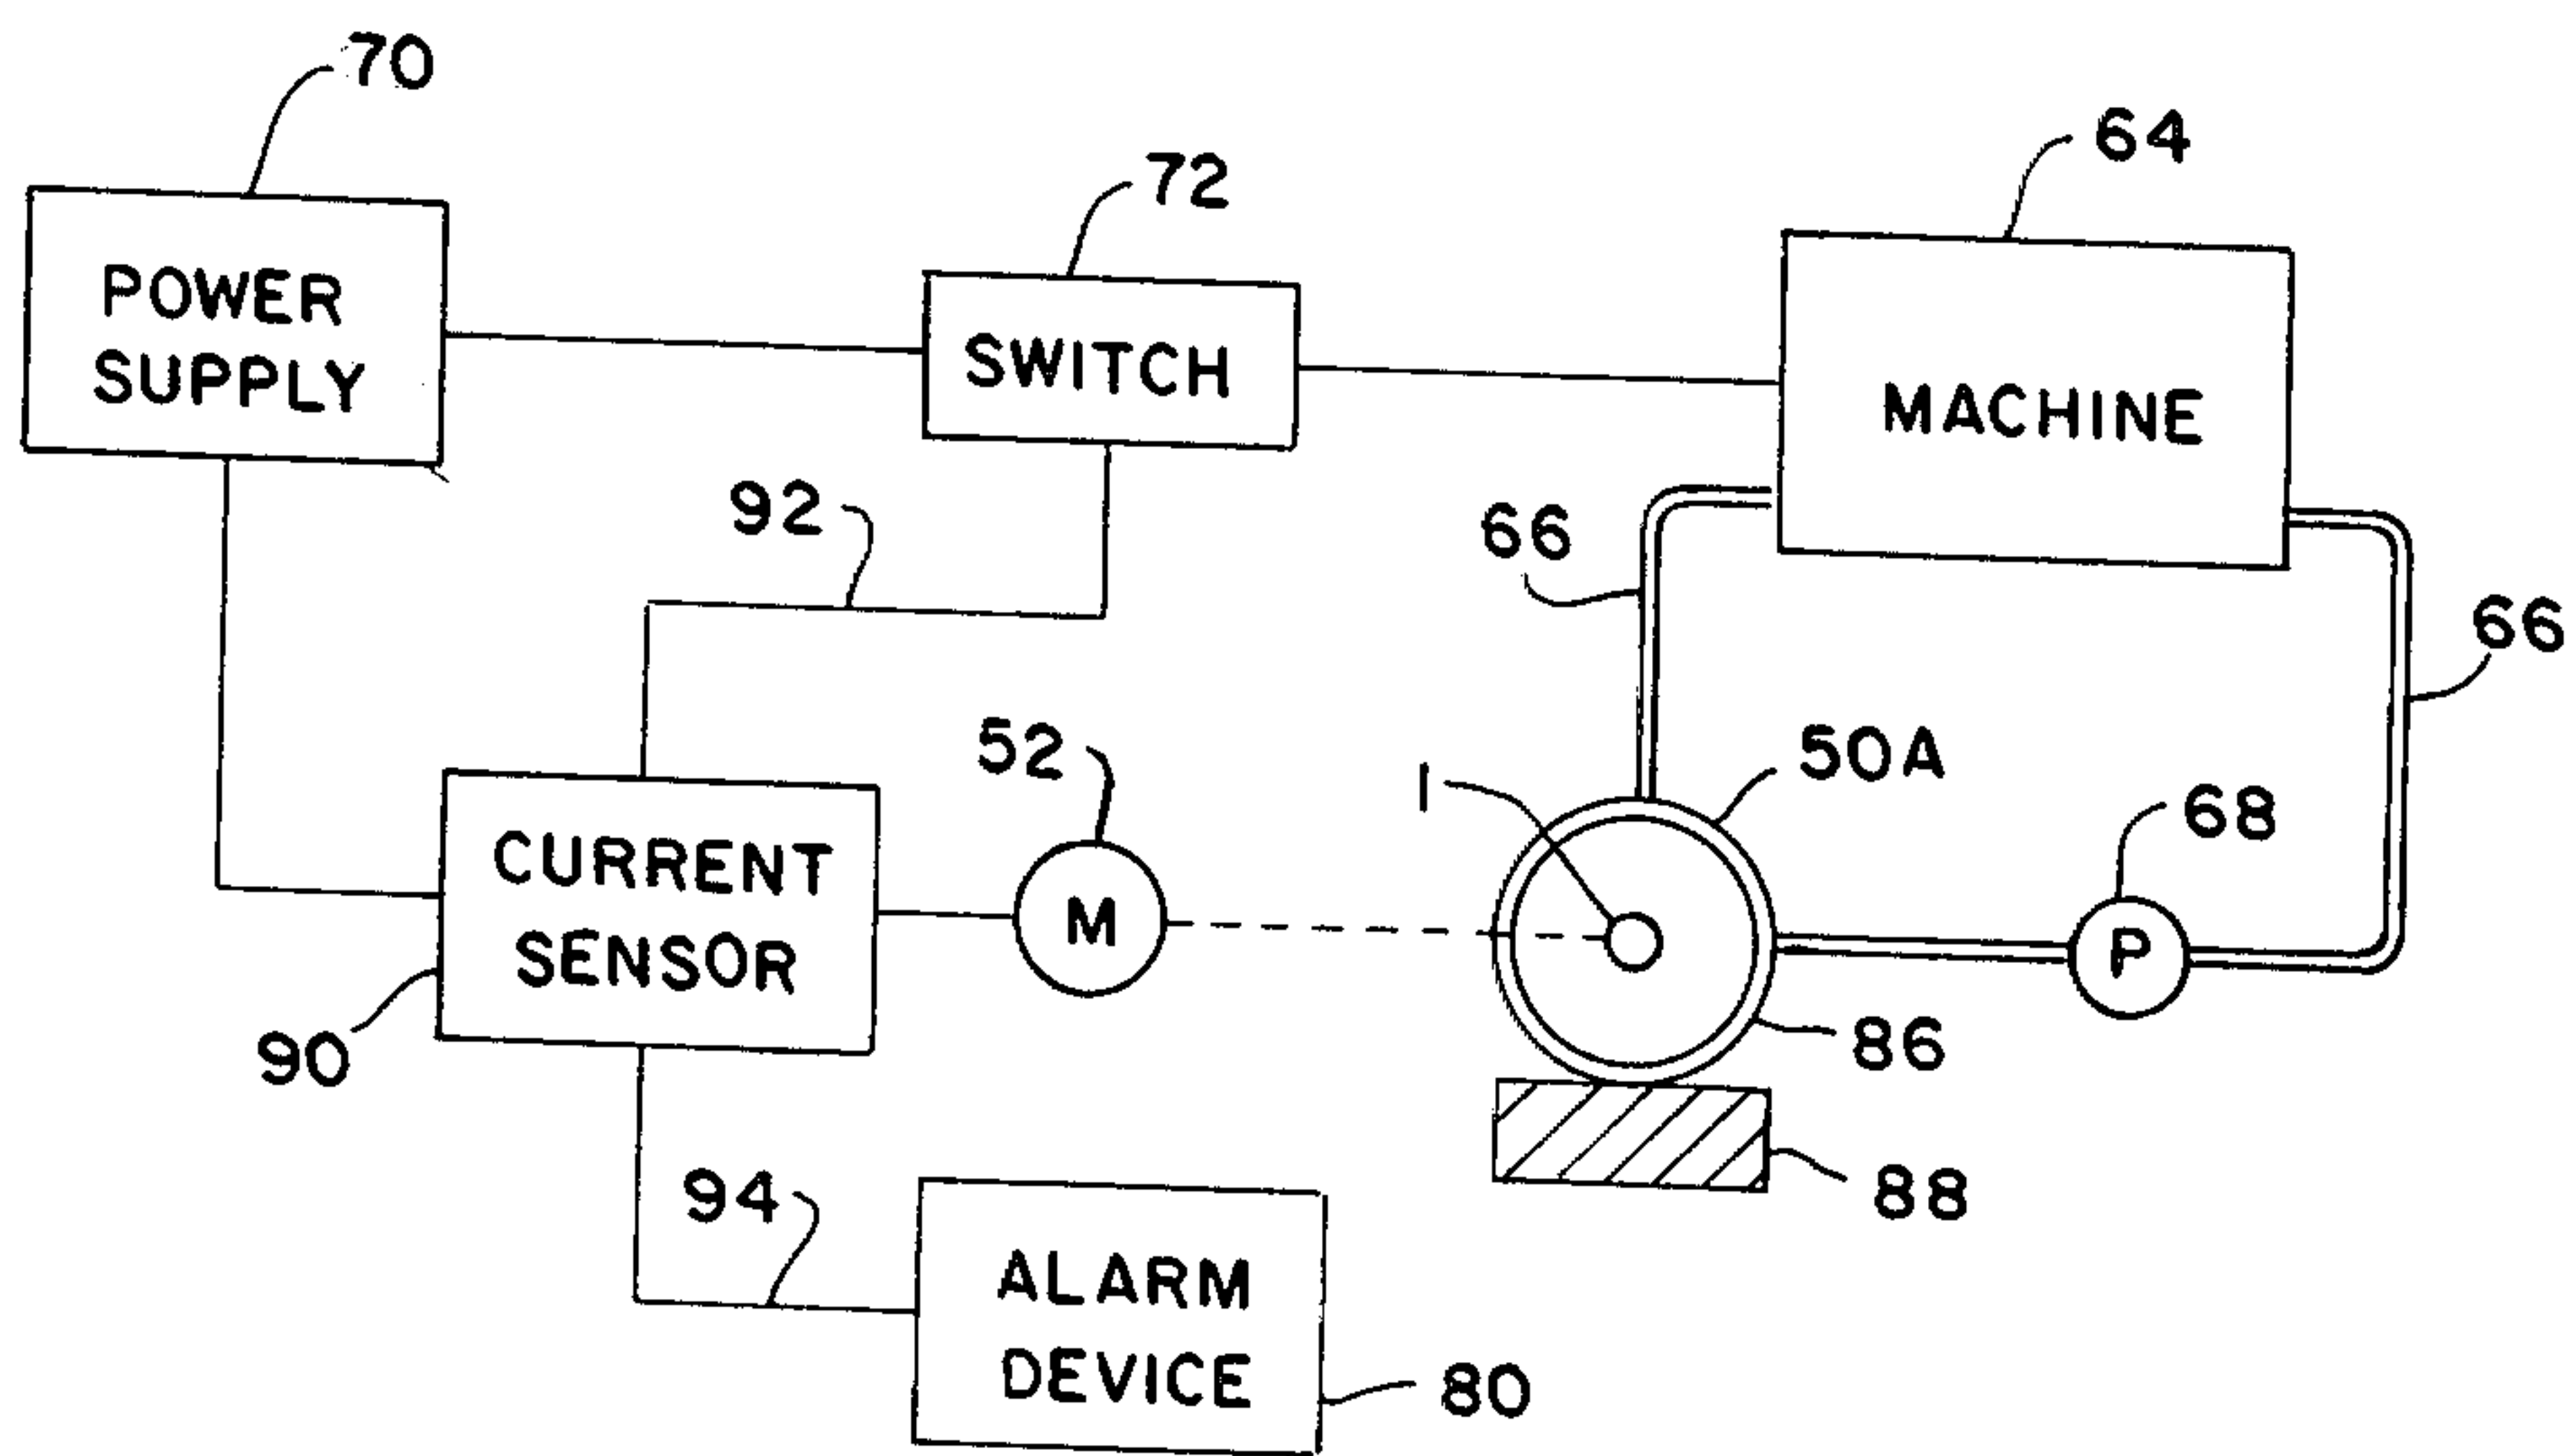 70
72
64
POWER
SUPPLY
SWITCH
MACHINE
92
66
66
52
50A
1
68
CURRENT
SENSOR
M
P
90
86
94
88
ALARM
DEVICE
80